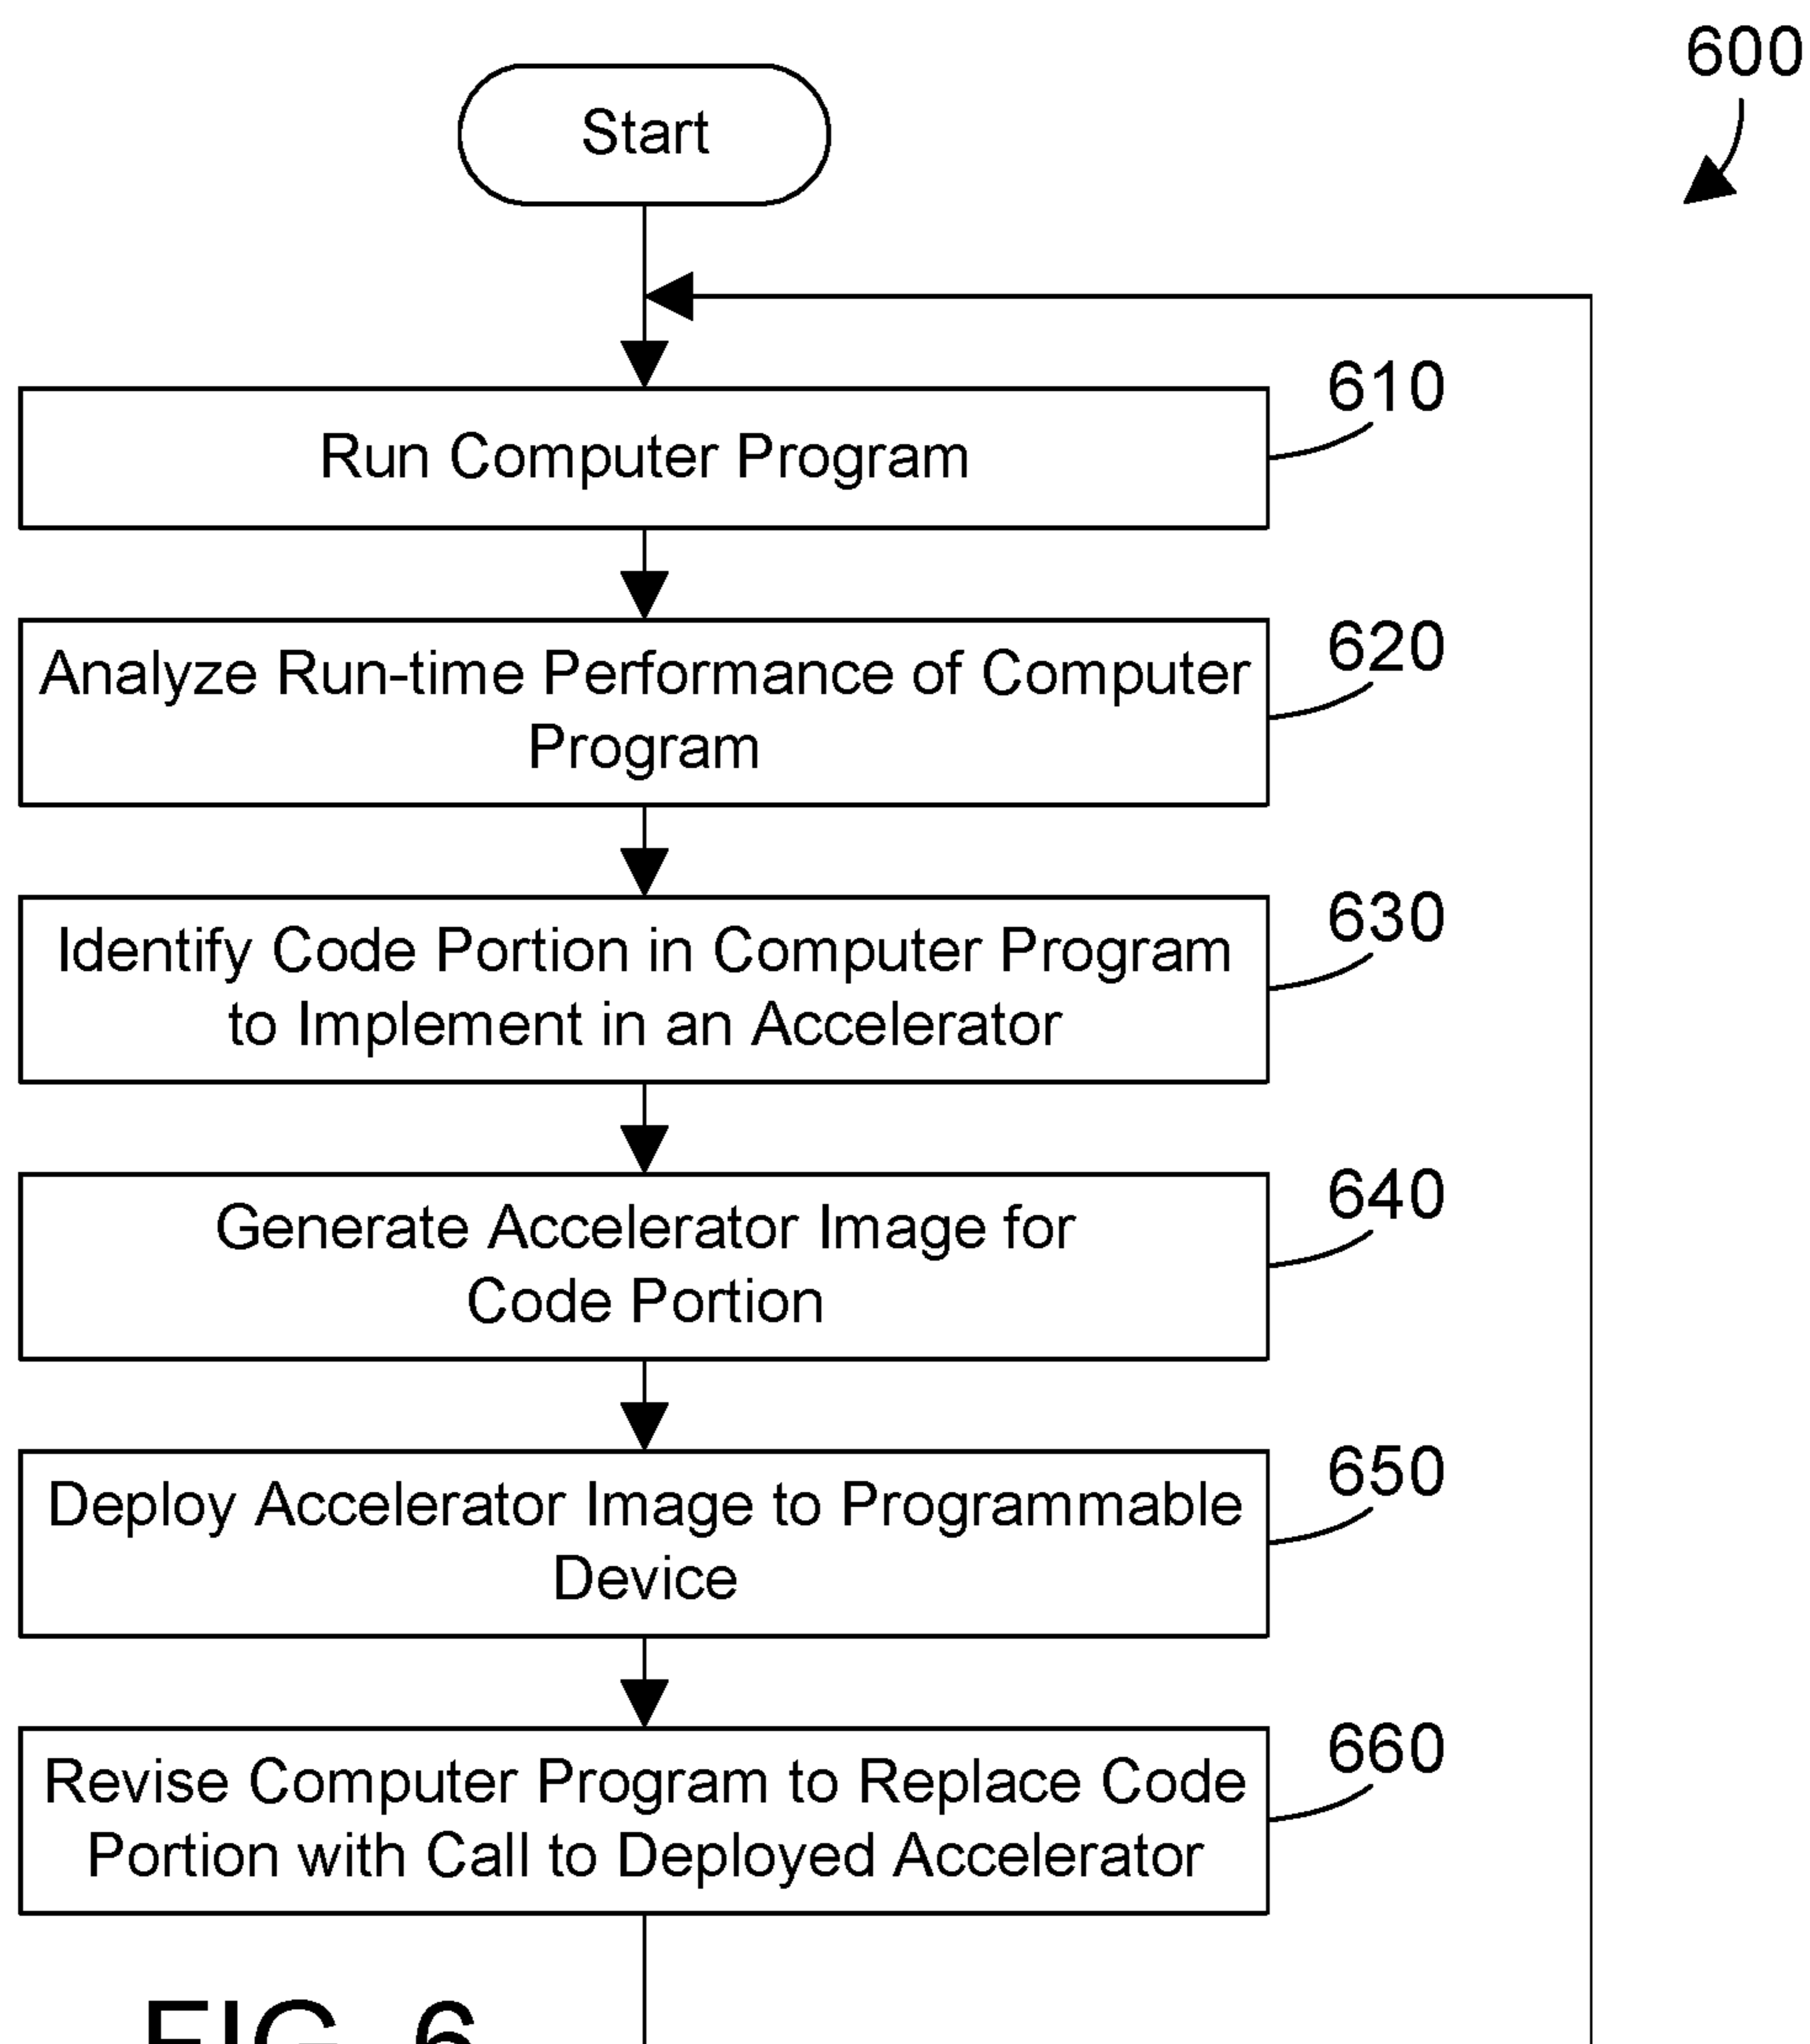 600
Start
610
Run Computer Program
620
Analyze Run-time Performance of Computer
Program
630
Identify Code Portion in Computer Program
to Implement in an Accelerator
640
Generate Accelerator Image for
Code Portion
650
Deploy Accelerator Image to Programmable
Device
660
Revise Computer Program to Replace Code
Portion with Call to Deployed Accelerator
FIG. 6